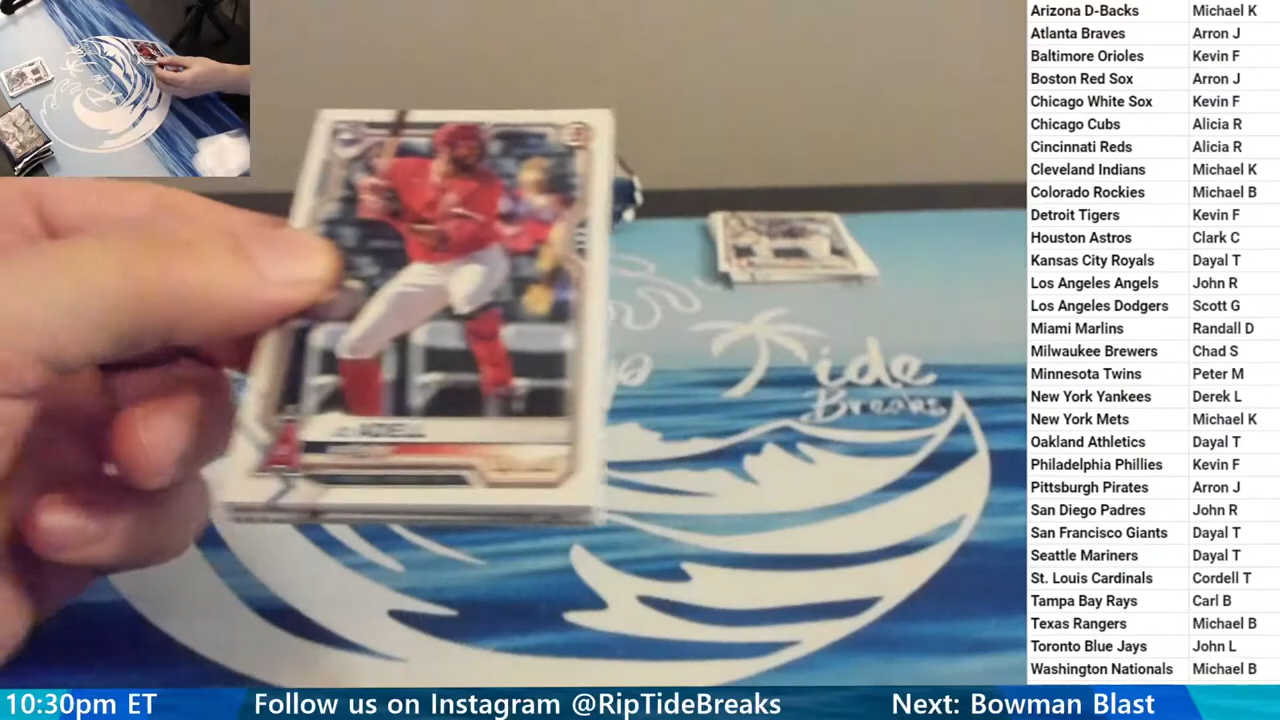 Arizona D-Backs Michael K
Atlanta Braves Arron J
Baltimore Orioles Kevin F
Boston Red Sox Arron J
Chicago White Sox Kevin F
Chicago Cubs Alicia R
Cincinnati Reds Alicia R
Cleveland Indians Michael K
Colorado Rockies Michael B
Detroit Tigers Kevin F
Houston Astros Clark C
Kansas City Royals Dayal T
Los Angeles Angels John R
Los Angeles Dodgers Scott G
Miami Marlins Randall D
Milwaukee Brewers Chad S
Minnesota Twins Peter M
New York Yankees Derek L
New York Mets Michael K
Oakland Athletics Dayal T
Philadelphia Phillies Kevin F
Pittsburgh Pirates Arron J
San Diego Padres John R
San Francisco Giants Dayal T
Seattle Mariners Dayal T
St. Louis Cardinals Cordell T
Tampa Bay Rays Carl B
Texas Rangers Michael B
Toronto Blue Jays John L
Washington Nationals Michael B
ADELL
ide
Breaks
10:30pm ET Follow us on Instagram @RipTideBreaks Next: Bowman Blast